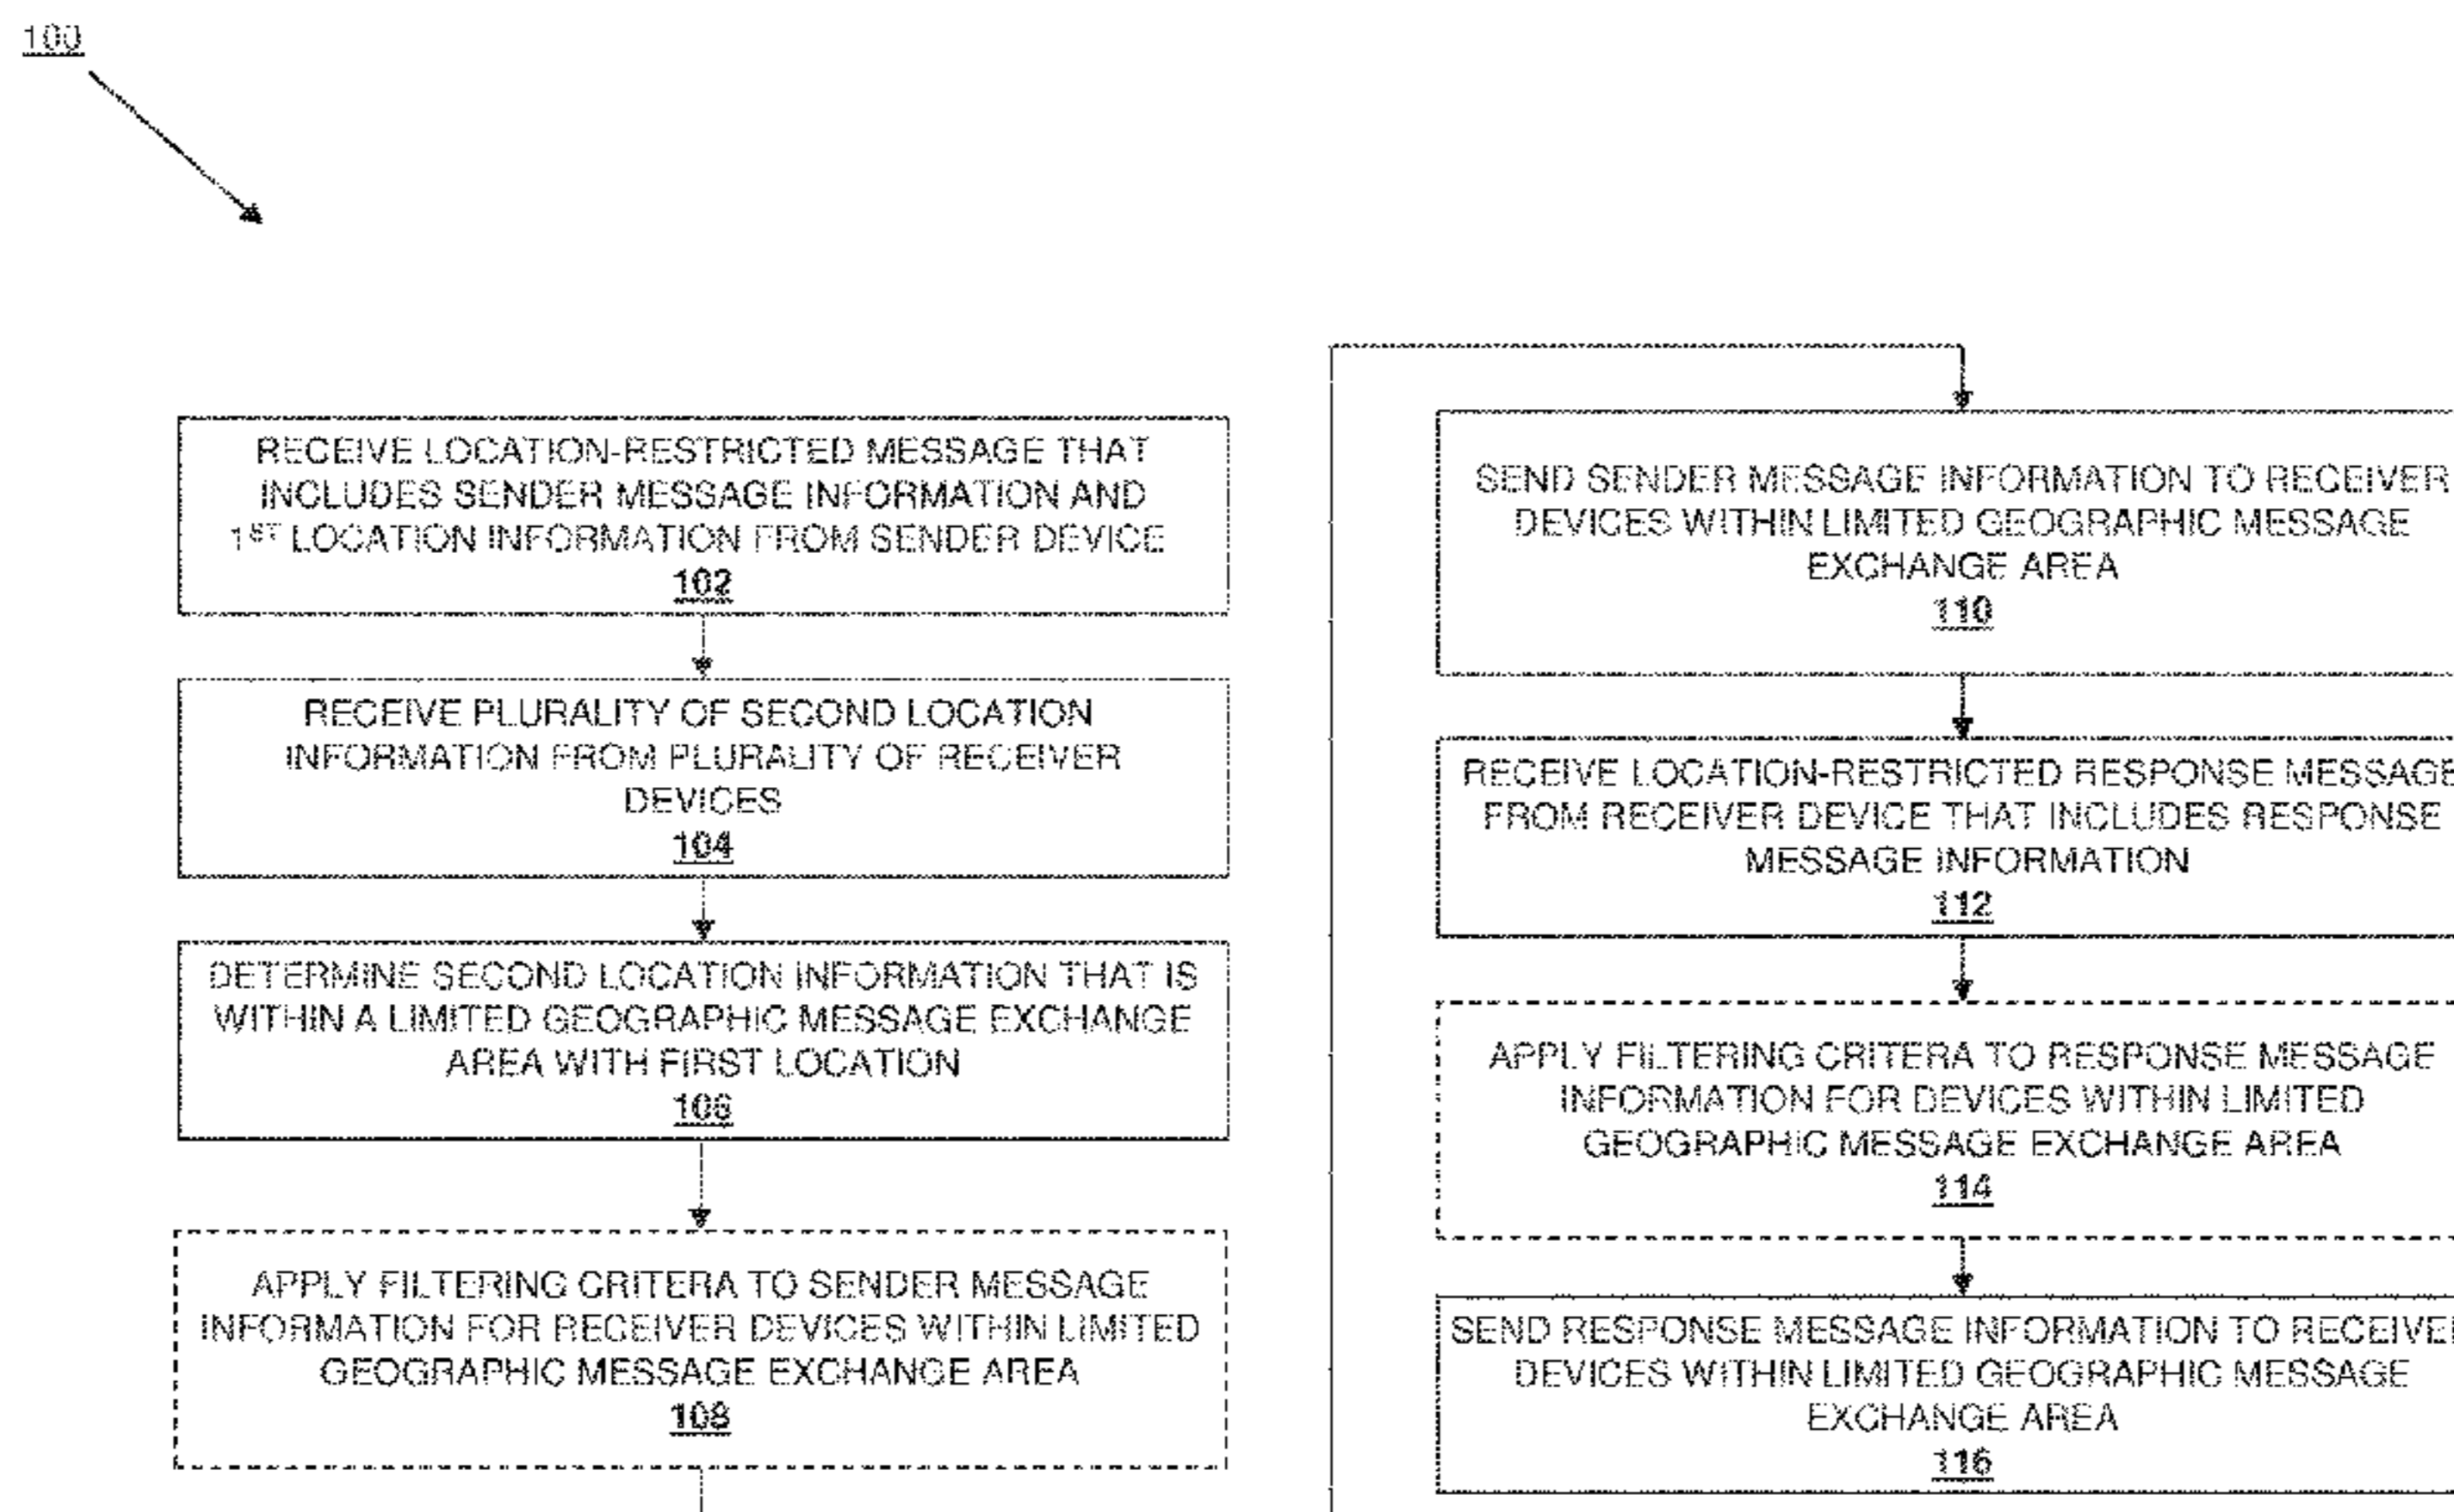 100
RECEIVE LOCATION-RESTRICTED MESSAGE THAT
INCLUDES SENDER MESSAGE INFORMATION AND
1ST LOCATION INFORMATION FROM SENDER DEVICE
102
RECEIVE PLURALITY OF SECOND LOCATION
INFORMATION FROM PLURALITY OF RECEIVER
DEVICES
104
DETERMINE SECOND LOCATION INFORMATION THAT IS
WITHIN A LIMITED GEOGRAPHIC MESSAGE EXCHANGE
AREA WITH FIRST LOCATION
106
APPLY FILTERING CRITERA TO SENDER MESSAGE
INFORMATION FOR RECEIVER DEVICES WITHIN LIMITED
GEOGRAPHIC MESSAGE EXCHANGE AREA
108
SEND SENDER MESSAGE INFORMATION TO RECEIVER
DEVICES WITHIN LIMITED GEOGRAPHIC MESSAGE
EXCHANGE AREA
110
RECEIVE LOCATION-RESTRICTED RESPONSE MESSAGE
FROM RECEIVER DEVICE THAT INCLUDES RESPONSE
MESSAGE INFORMATION
112
APPLY FILTERING CRITERA TO RESPONSE MESSAGE
INFORMATION FOR DEVICES WITHIN LIMITED
GEOGRAPHIC MESSAGE EXCHANGE AREA
114
SEND RESPONSE MESSAGE INFORMATION TO RECEIVER
DEVICES WITHIN LIMITED GEOGRAPHIC MESSAGE
EXCHANGE AREA
116